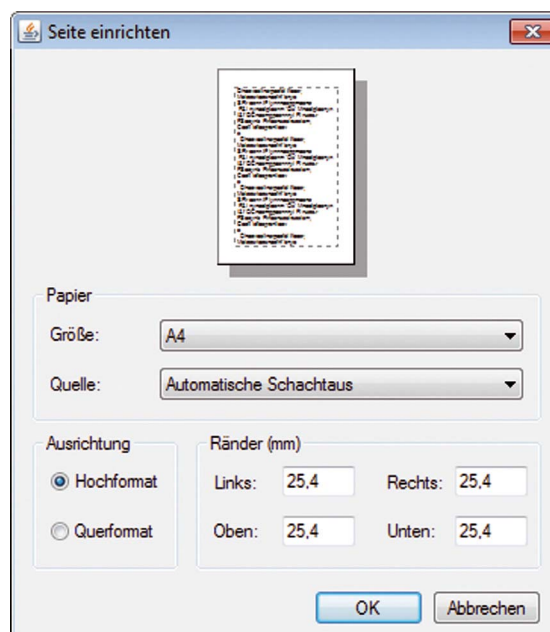 Seite einrichten
Papier
Größe: A4
Quelle: Automatische Schachtaus
Ausrichtung
Hochformat
Querformat
Ränder (mm)
Links: 25,4 Rechts: 25,4
Oben: 25,4 Unten: 25,4
OK Abbrechen